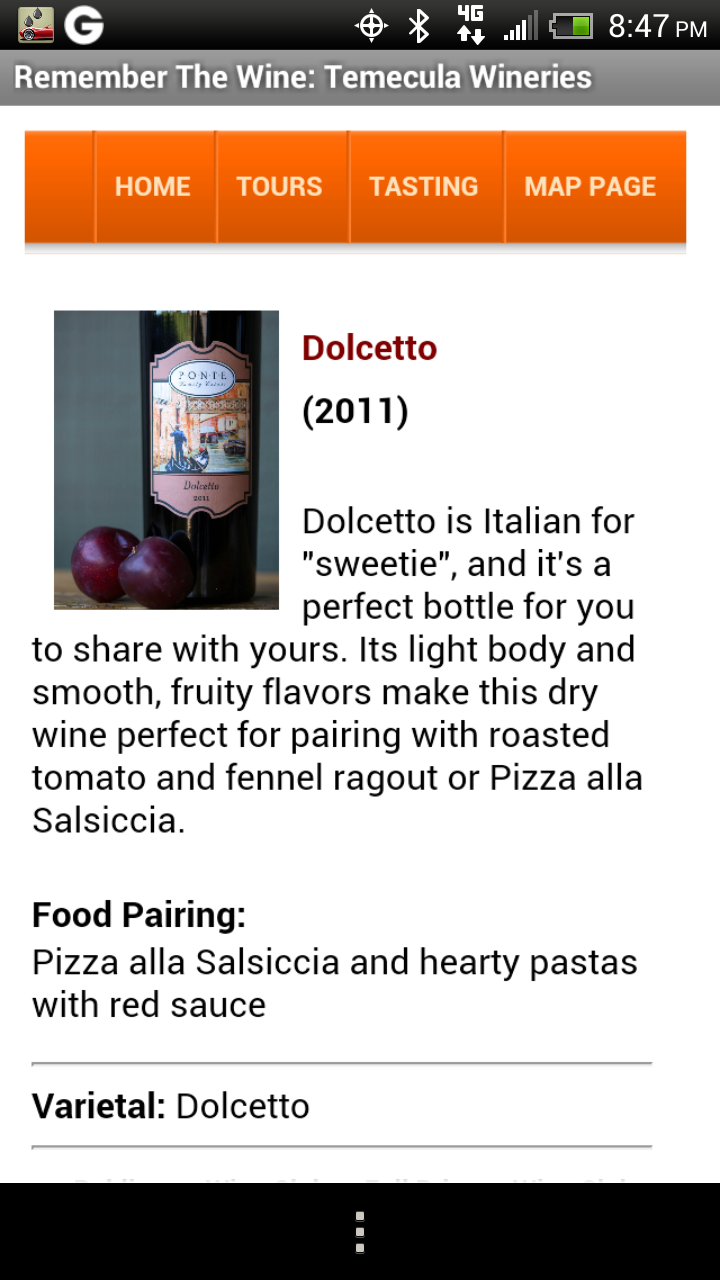 4G
8:47 PM
Remember The Wine: Temecula Wineries
HOME TOURS TASTING MAP PAGE
PONTE
Family Estate
Dolcetto
2011
Dolcetto
(2011)
Dolcetto is Italian for
"sweetie", and it's a
perfect bottle for you
to share with yours. Its light body and
smooth, fruity flavors make this dry
wine perfect for pairing with roasted
tomato and fennel ragout or Pizza alla
Salsiccia.
Food Pairing:
Pizza alla Salsiccia and hearty pastas
with red sauce
Varietal: Dolcetto